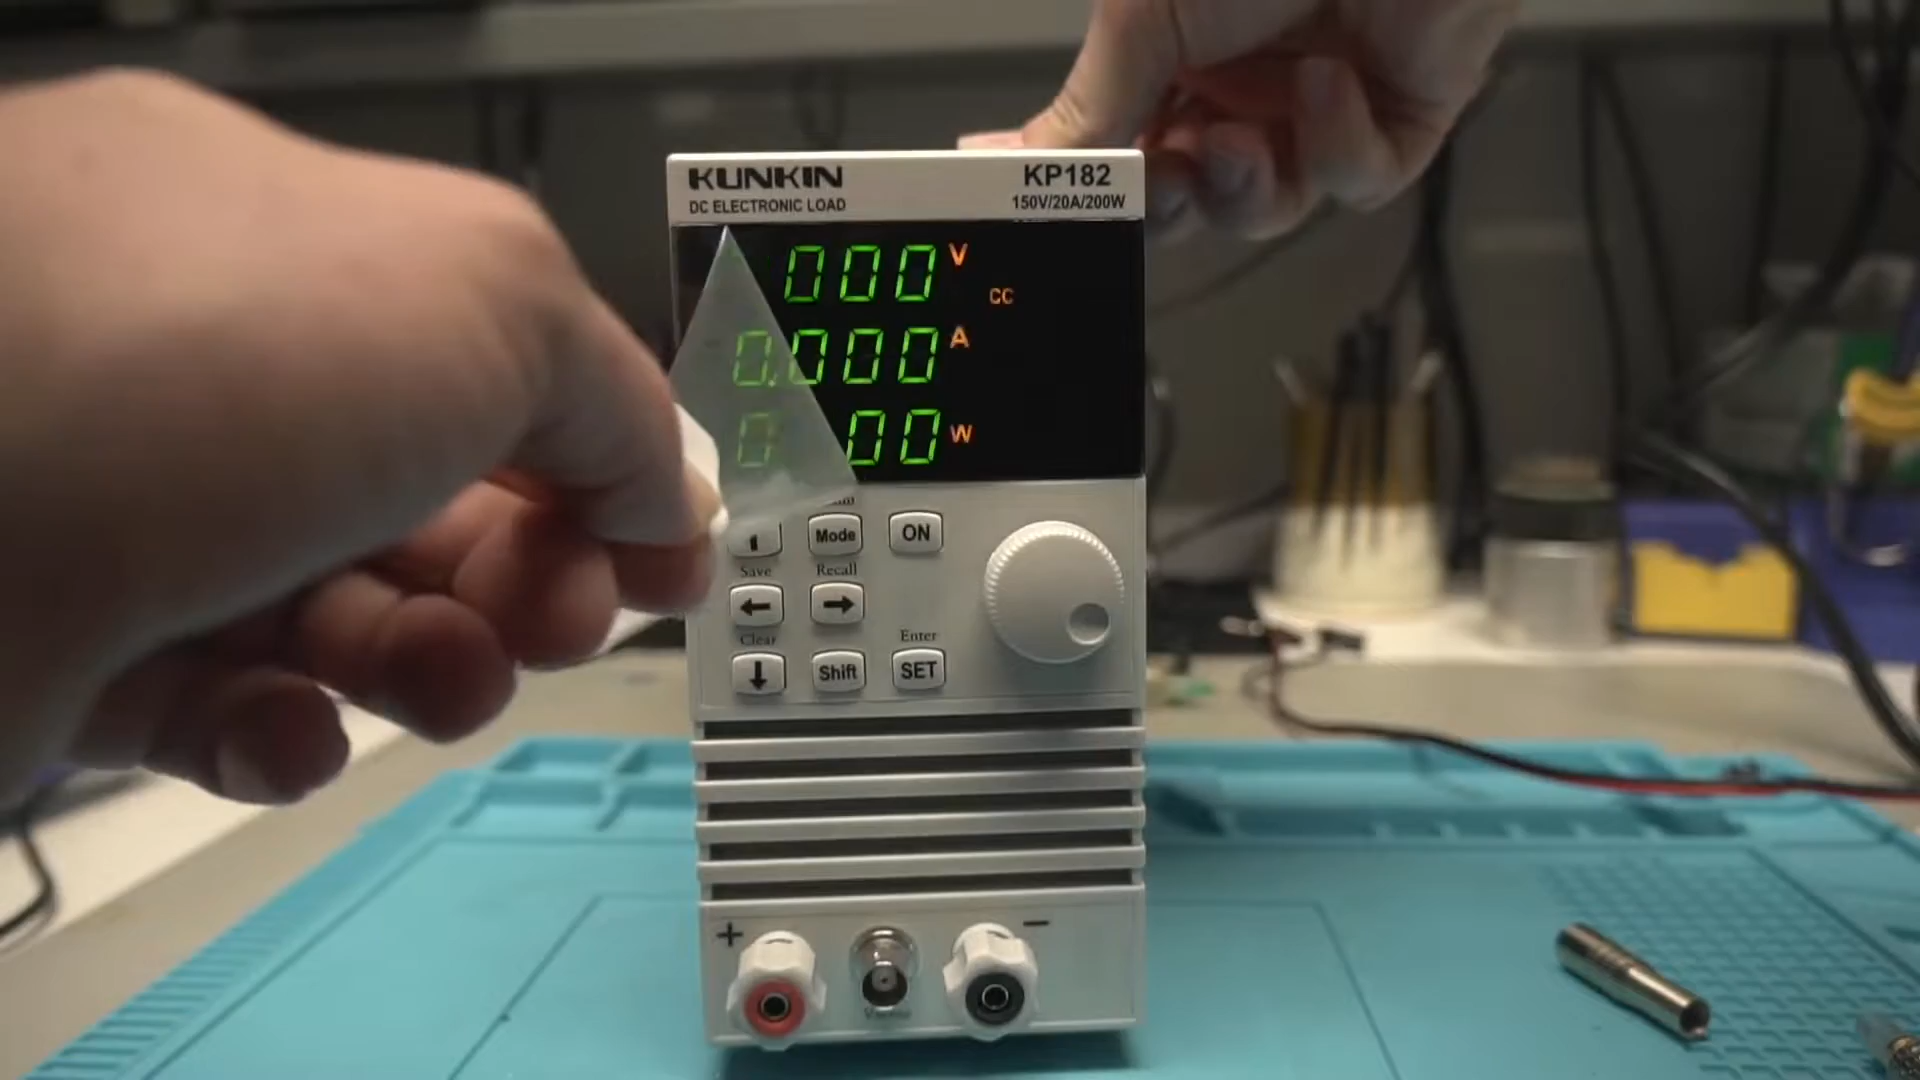 KUNKIN
KP182
DC ELECTRONIC LOAD
150V/20A/200W
000 V
CC
0.000 A
0 00 W
Mode
ON
Save
Recall
Clear
Enter
Shift
SET
+
-